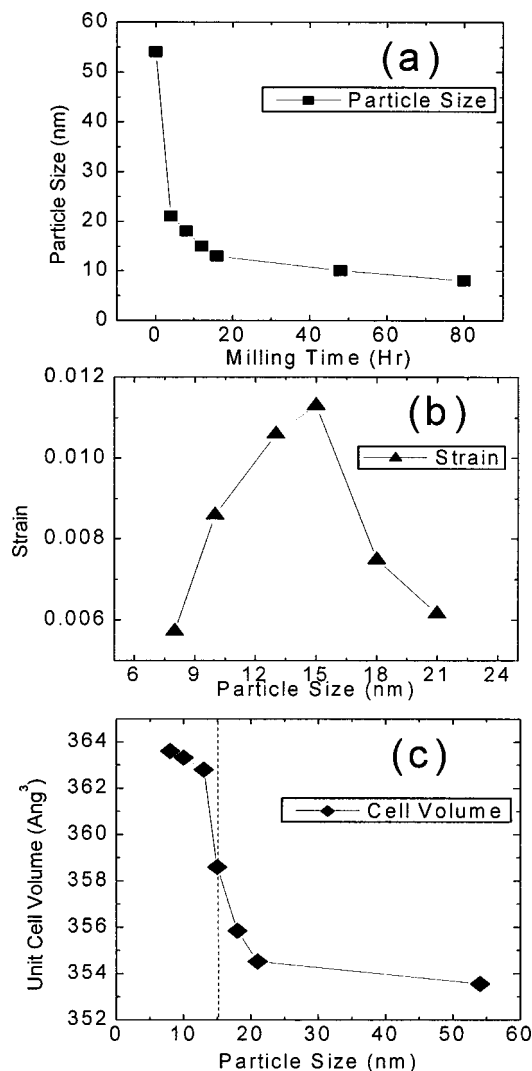 60
(a)
50
Particle Size
40
30
20
10
0
Particle Size (nm)
0 20 40 60 80
Milling Time (Hr)
0.012
(b)
Strain
0.010
0.008
0.006
Strain
6 9 12 15 18 21 24
Particle Size (nm)
364
(c)
362
Cell Volume
360
358
356
354
352
Unit Cell Volume (Ang³)
0 10 20 30 40 50 60
Particle Size (nm)